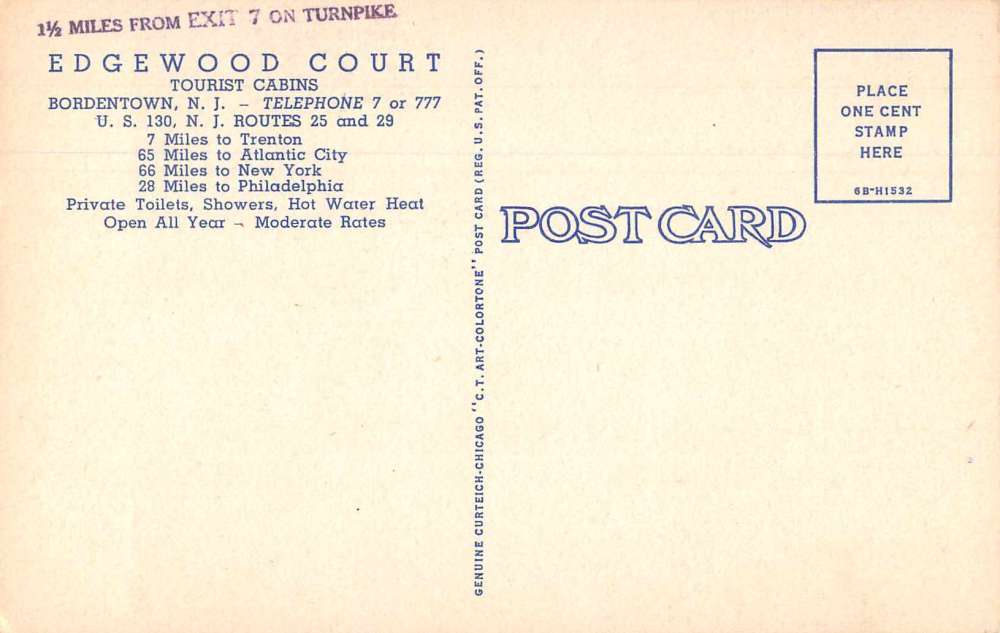 1½ MILES FROM EXIT 7 ON TURNPIKE
EDGEWOOD COURT
TOURIST CABINS
BORDENTOWN, N. J. – TELEPHONE 7 or 777
U. S. 130, N. J. ROUTES 25 and 29
7 Miles to Trenton
65 Miles to Atlantic City
66 Miles to New York
28 Miles to Philadelphia
Private Toilets, Showers, Hot Water Heat
Open All Year – Moderate Rates
GENUINE CURTEICH-CHICAGO "C.T. ART-COLORTONE" POST CARD (REG. U.S. PAT. OFF.)
POST CARD
PLACE
ONE CENT
STAMP
HERE
6B-H1532